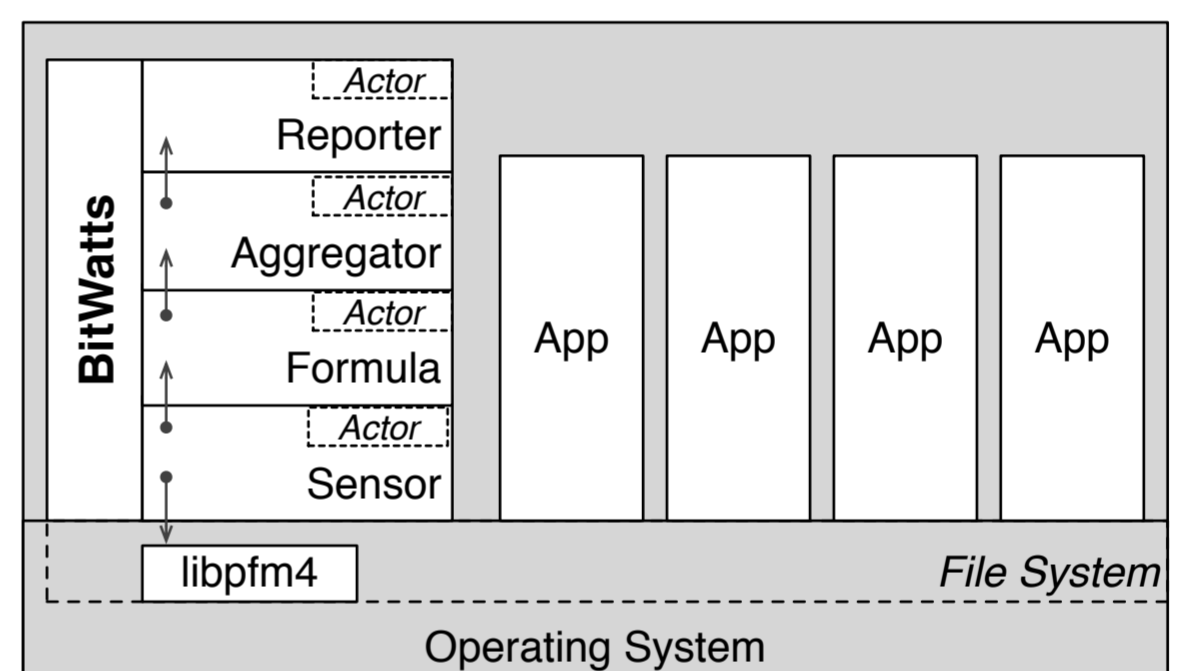 BitWatts
Actor
Reporter
Actor
Aggregator
Actor
Formula
Actor
Sensor
App
App
App
App
libpfm4
File System
Operating System